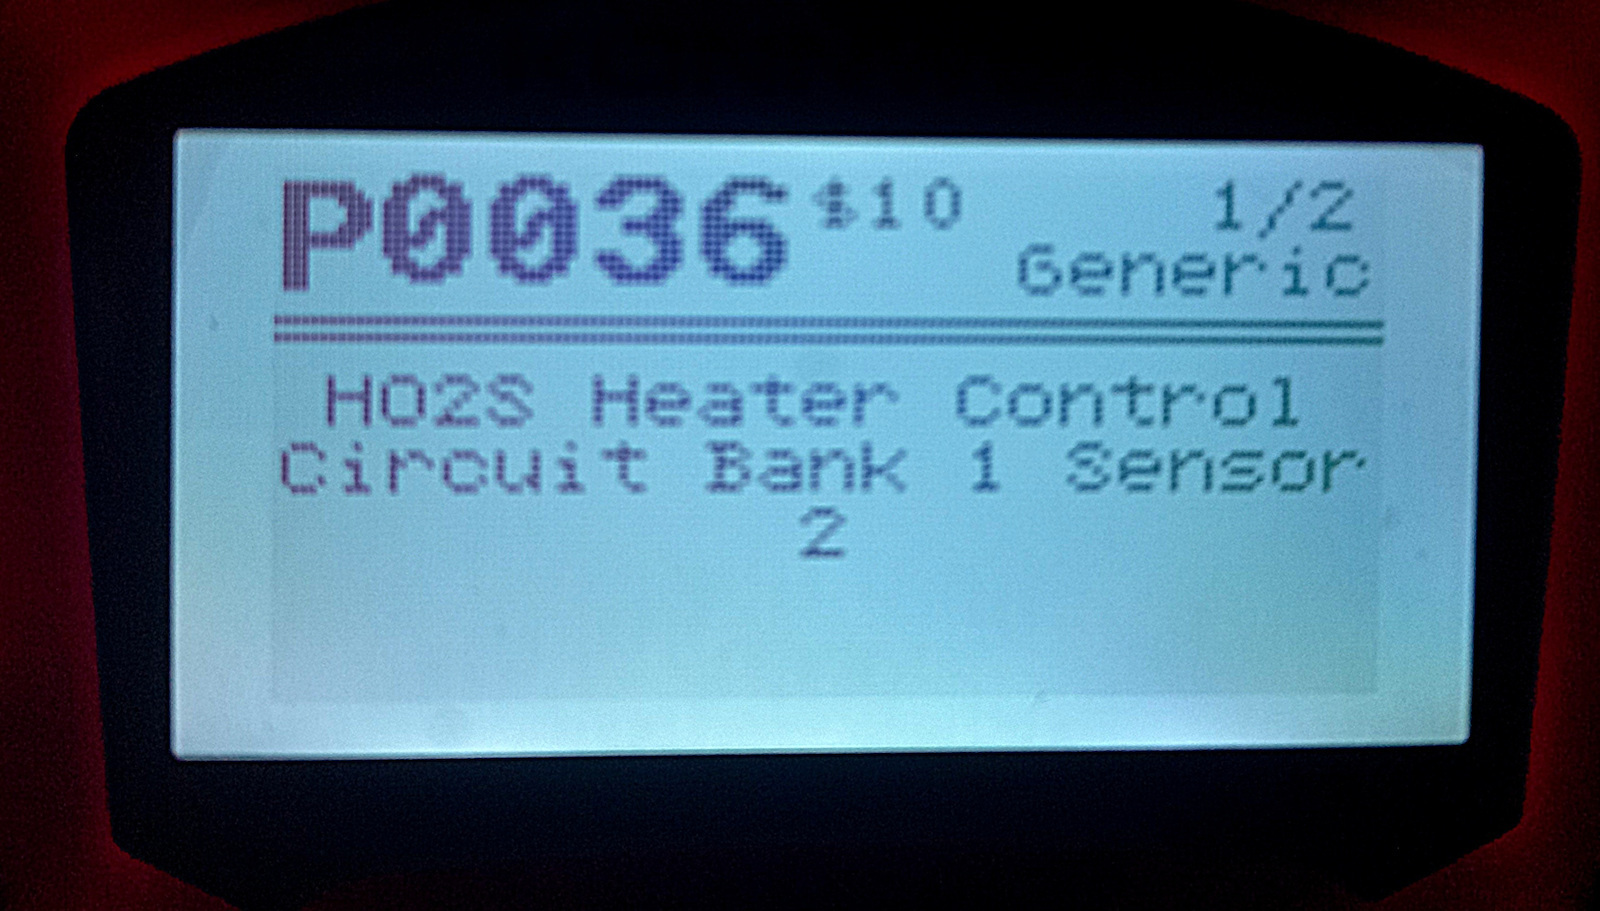 P0036 $10 1/2
Generic
HO2S Heater Control
Circuit Bank 1 Sensor
2